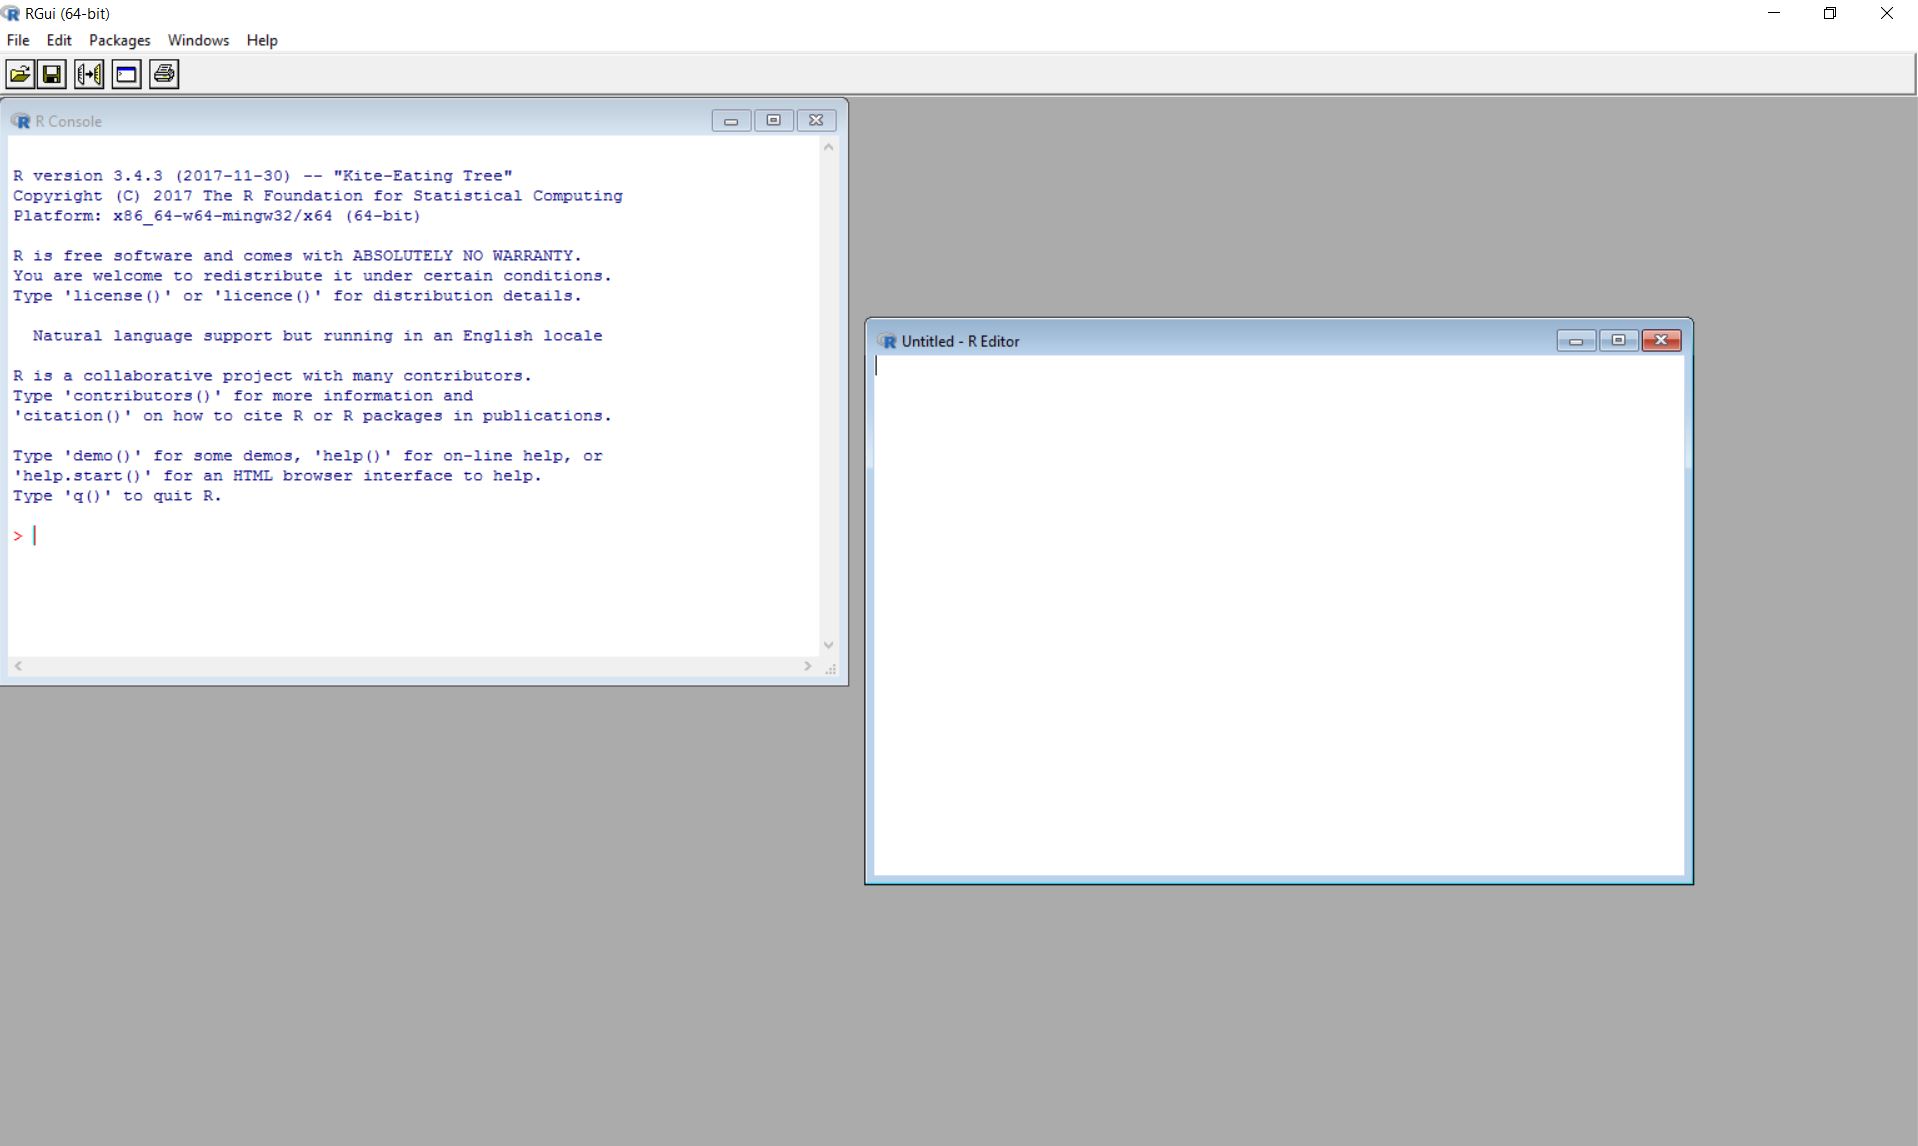 RGui (64-bit)
File Edit Packages Windows Help
R Console
R version 3.4.3 (2017-11-30) -- "Kite-Eating Tree"
Copyright (C) 2017 The R Foundation for Statistical Computing
Platform: x86_64-w64-mingw32/x64 (64-bit)
R is free software and comes with ABSOLUTELY NO WARRANTY.
You are welcome to redistribute it under certain conditions.
Type 'license()' or 'licence()' for distribution details.
Natural language support but running in an English locale
R is a collaborative project with many contributors.
Type 'contributors()' for more information and
'citation()' on how to cite R or R packages in publications.
Type 'demo()' for some demos, 'help()' for on-line help, or
'help.start()' for an HTML browser interface to help.
Type 'q()' to quit R.
>
Untitled - R Editor